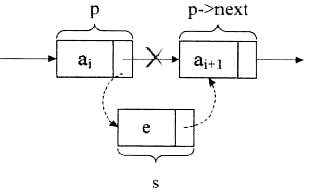 p p->next
aᵢ aᵢ₊₁
e
s